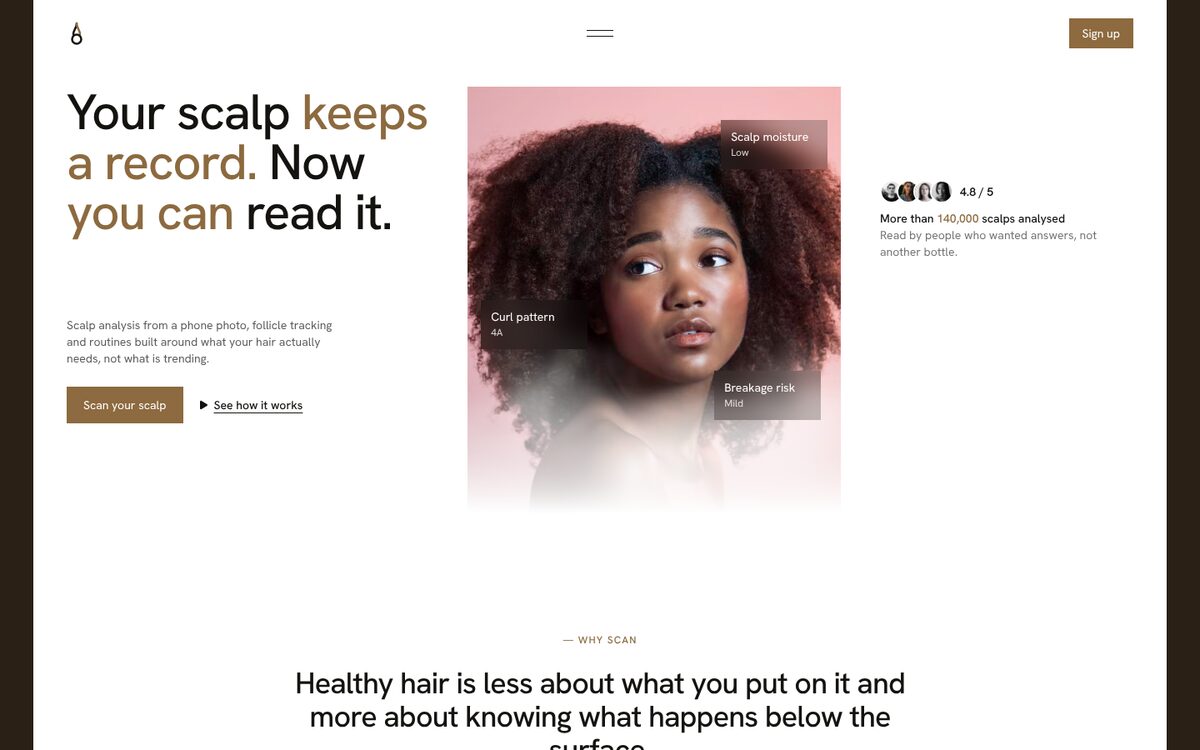 Sign up
Your scalp keeps
a record. Now
you can read it.
Scalp analysis from a phone photo, follicle tracking
and routines built around what your hair actually
needs, not what is trending.
Scan your scalp
See how it works
Scalp moisture
Low
Curl pattern
4A
Breakage risk
Mild
4.8 / 5
More than 140,000 scalps analysed
Read by people who wanted answers, not
another bottle.
— WHY SCAN
Healthy hair is less about what you put on it and
more about knowing what happens below the
surface